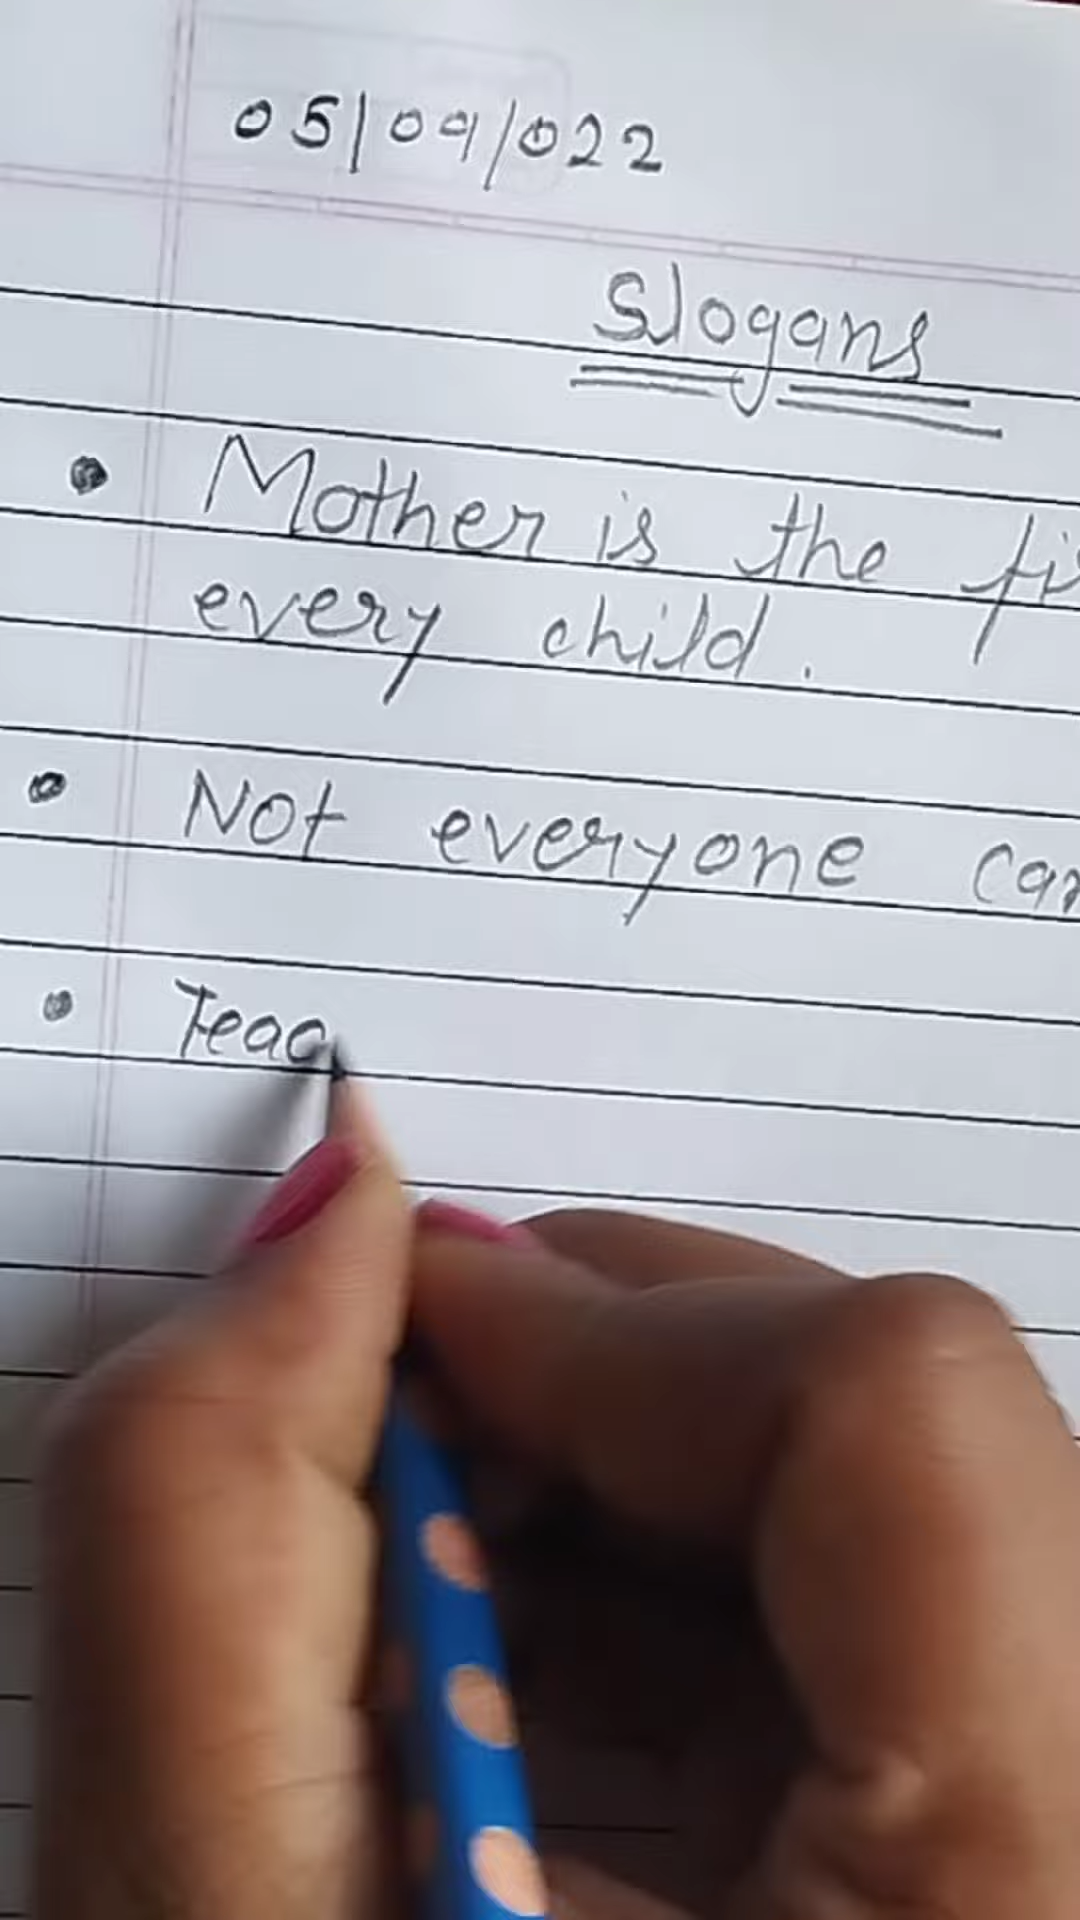 05/09/022
Slogans
• Mother is the fi
every child.
• Not everyone can
• Teac